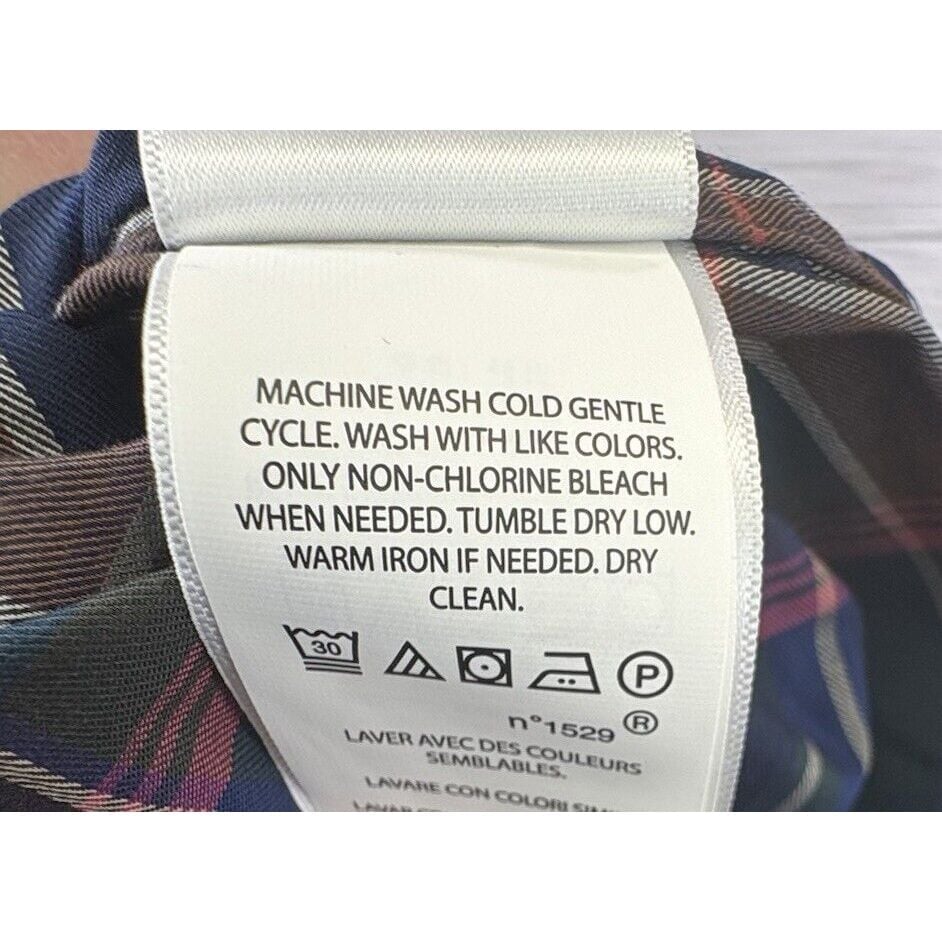 MACHINE WASH COLD GENTLE
CYCLE. WASH WITH LIKE COLORS.
ONLY NON-CHLORINE BLEACH
WHEN NEEDED. TUMBLE DRY LOW.
WARM IRON IF NEEDED. DRY
CLEAN.
30 P
n°1529 ®
LAVER AVEC DES COULEURS
SEMBLABLES.
LAVARE CON COLORI